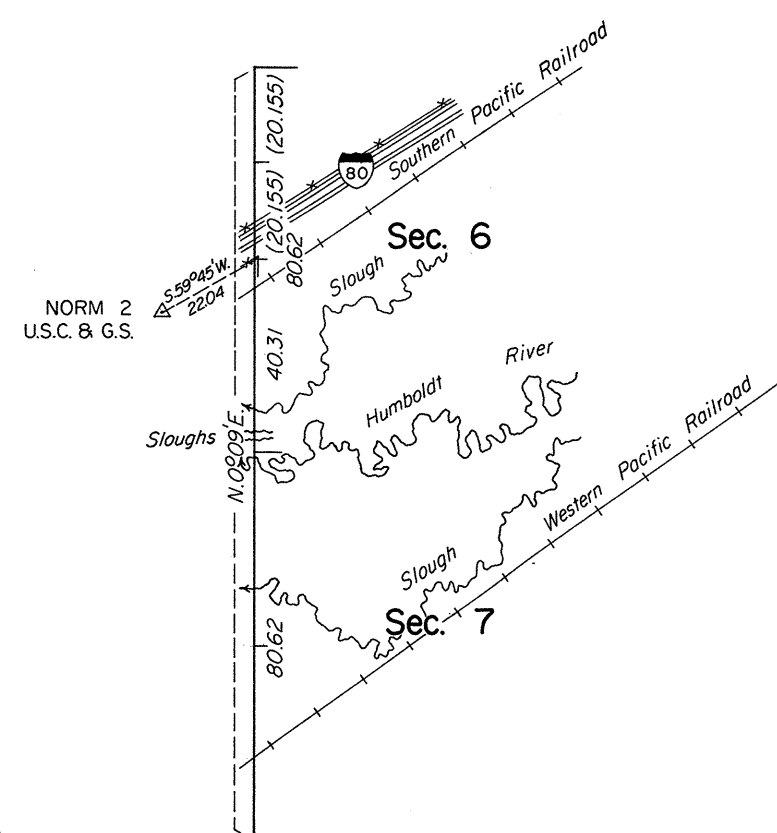 (20.155)
Southern Pacific Railroad
80
(20.155)
80.62
Sec. 6
S.59°45'W.
22.04
Slough
NORM 2
U.S.C. & G.S.
40.31
River
Humboldt
N.0°09'E.
Sloughs
Western Pacific Railroad
Slough
Sec. 7
80.62